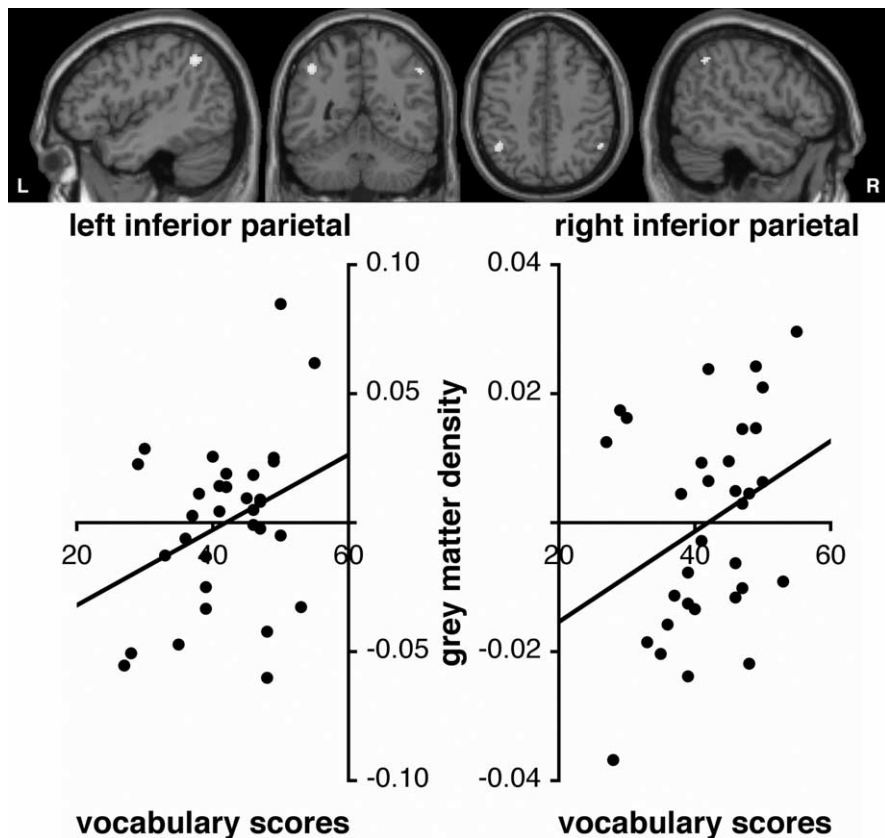 L
R
left inferior parietal
right inferior parietal
0.10
0.04
0.05
0.02
grey matter density
20
40
60
20
40
60
-0.05
-0.02
-0.10
-0.04
vocabulary scores
vocabulary scores